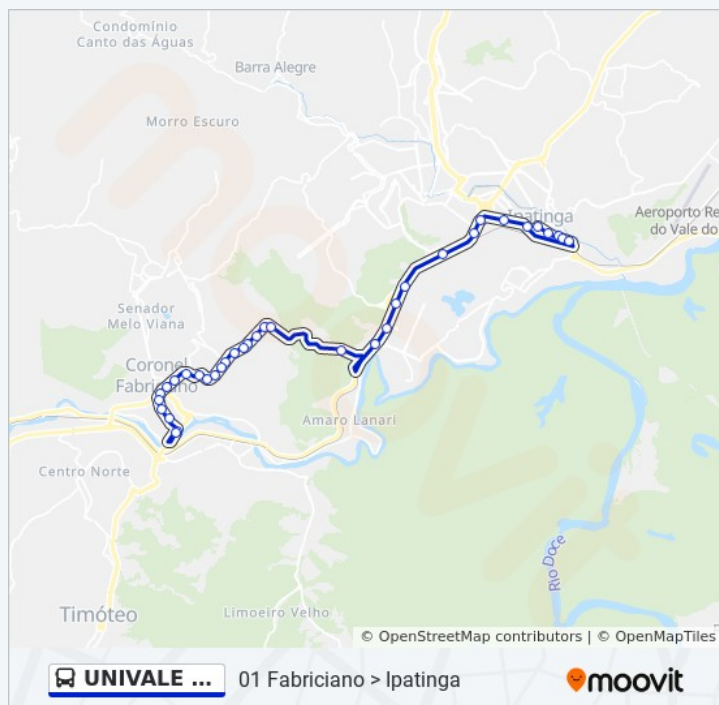 Condomínio
Canto das Águas
Barra Alegre
Morro Escuro
Ipatinga
Aeroporto Re
do Vale do
Senador
Melo Viana
Coronel
Fabriciano
Amaro Lanari
Centro Norte
Rio Doce
Timóteo
Limoeiro Velho
© OpenStreetMap contributors | © OpenMapTiles
UNIVALE ...
01 Fabriciano > Ipatinga
moovit